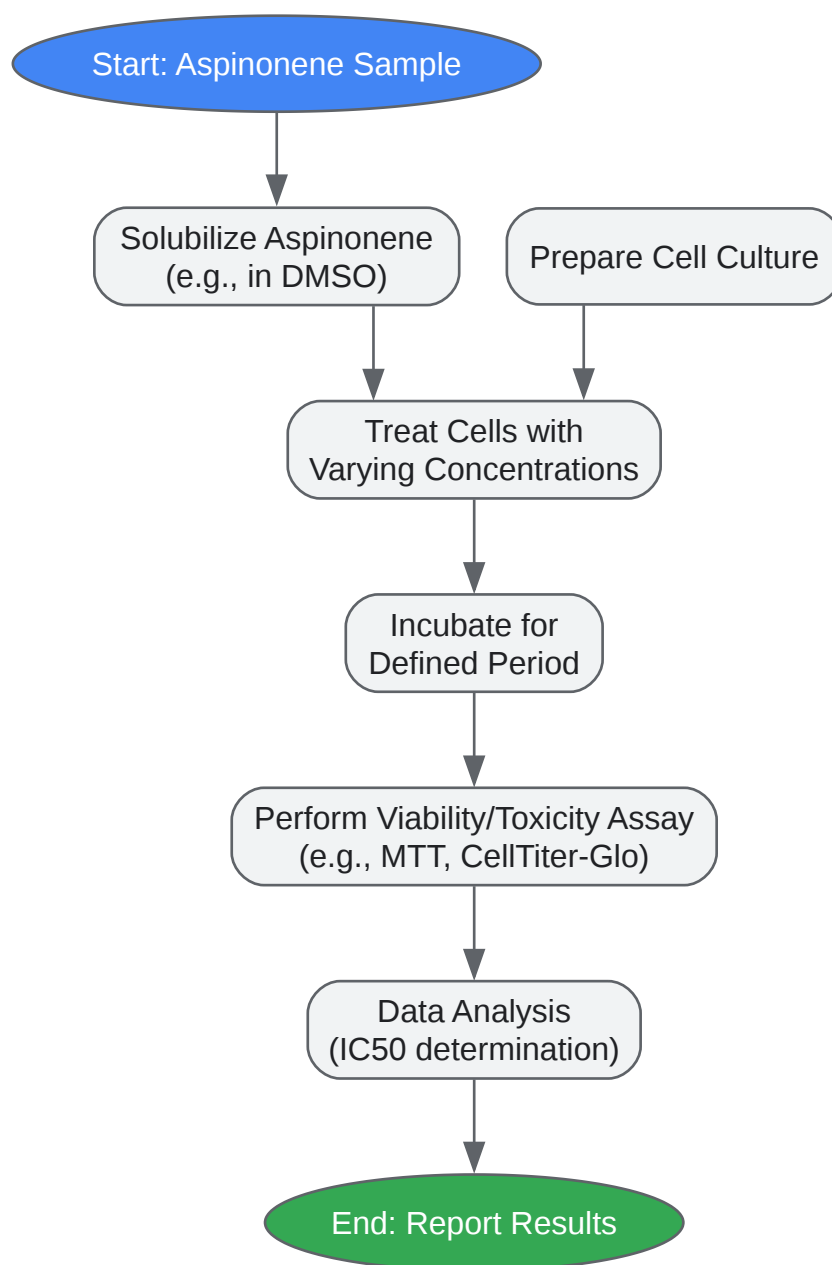 Start: Aspinonene Sample
Solubilize Aspinonene
(e.g., in DMSO)
Prepare Cell Culture
Treat Cells with
Varying Concentrations
Incubate for
Defined Period
Perform Viability/Toxicity Assay
(e.g., MTT, CellTiter-Glo)
Data Analysis
(IC50 determination)
End: Report Results